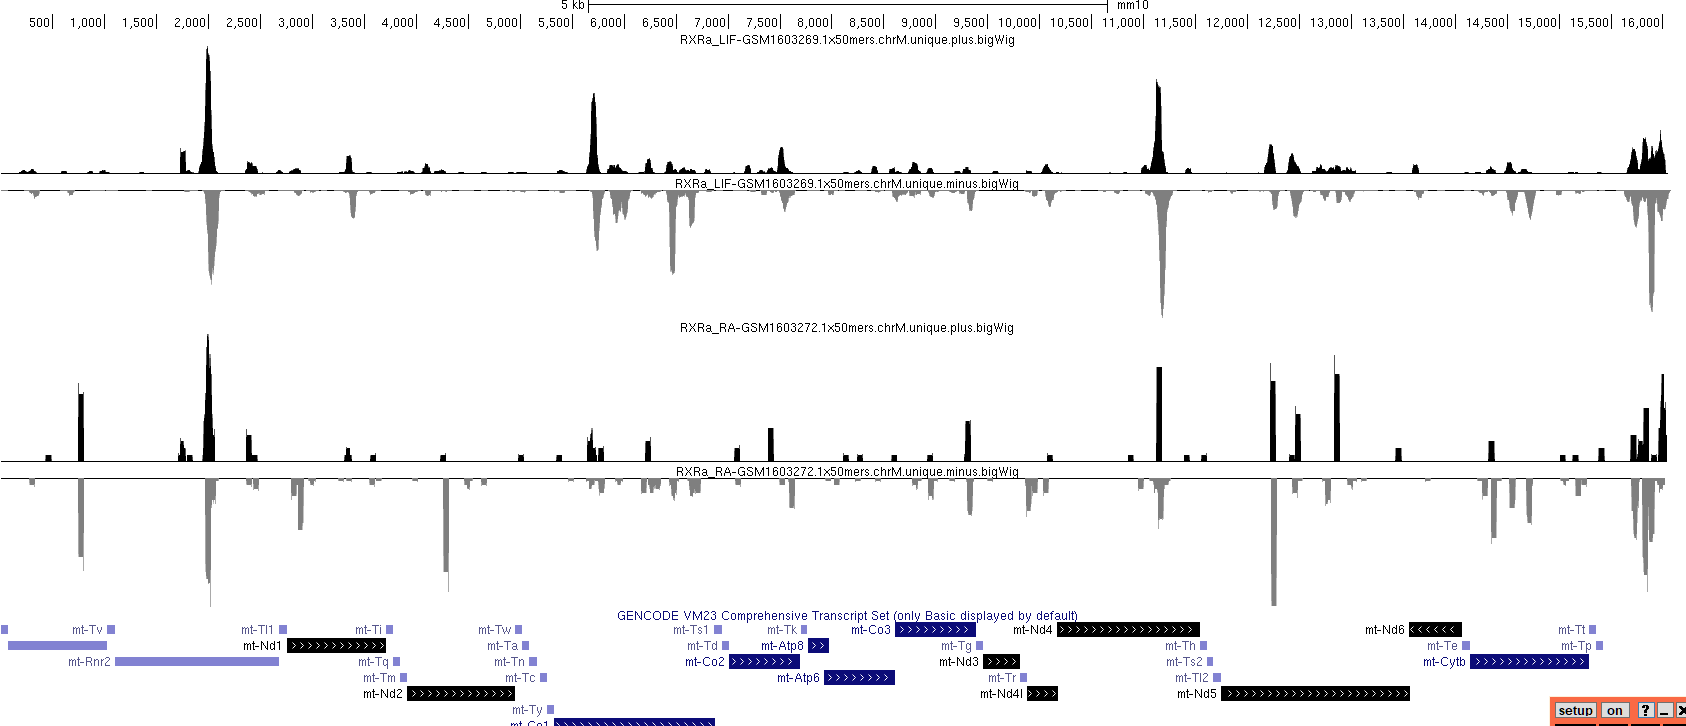 5 kb mm10
500 1,000 1,500 2,000 2,500 3,000 3,500 4,000 4,500 5,000 5,500 6,000 6,500 7,000 7,500 8,000 8,500 9,000 9,500 10,000 10,500 11,000 11,500 12,000 12,500 13,000 13,500 14,000 14,500 15,000 15,500 16,000
RXRa_LIF-GSM1603269.1x50mers.chrM.unique.plus.bigWig
RXRa_LIF-GSM1603269.1x50mers.chrM.unique.minus.bigWig
RXRa_RA-GSM1603272.1x50mers.chrM.unique.plus.bigWig
RXRa_RA-GSM1603272.1x50mers.chrM.unique.minus.bigWig
GENCODE VM23 Comprehensive Transcript Set (only Basic displayed by default)
mt-Tv mt-Tl1 mt-Ti mt-Tw mt-Ts1 mt-Tk mt-Co3 mt-Nd4 mt-Nd6 mt-Tt
mt-Nd1 mt-Ta mt-Td mt-Atp8 mt-Tg mt-Th mt-Te mt-Tp
mt-Rnr2 mt-Tq mt-Tn mt-Co2 mt-Nd3 mt-Ts2 mt-Cytb
mt-Tm mt-Tc mt-Atp6 mt-Tr mt-Tl2
mt-Nd2 mt-Nd4l mt-Nd5
mt-Ty
mt-Co1
setup on ? _ X